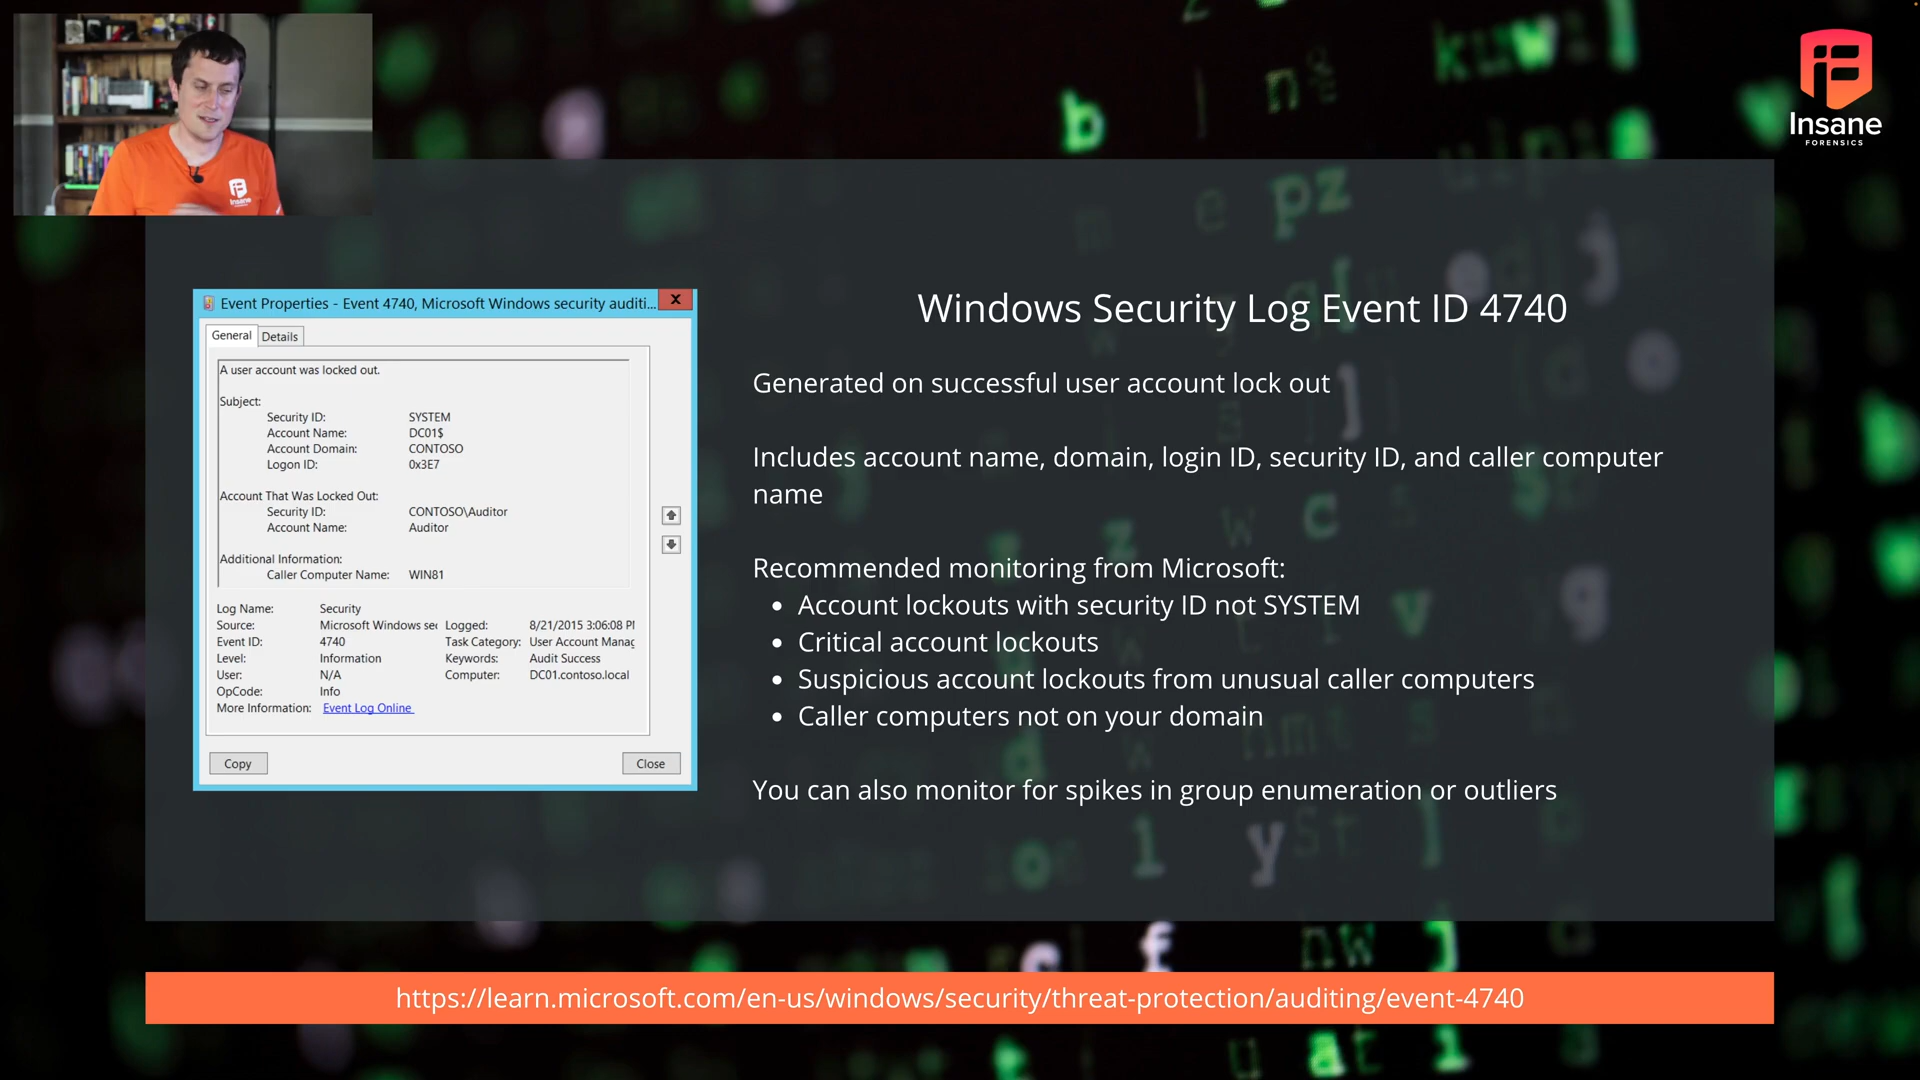 Insane
FORENSICS
Insane
Event Properties - Event 4740, Microsoft Windows security auditi...
General
Details
A user account was locked out.
Subject:
Security ID: SYSTEM
Account Name: DC01$
Account Domain: CONTOSO
Logon ID: 0x3E7
Account That Was Locked Out:
Security ID: CONTOSO\Auditor
Account Name: Auditor
Additional Information:
Caller Computer Name: WIN81
Log Name: Security
Source: Microsoft Windows sec Logged: 8/21/2015 3:06:08 PM
Event ID: 4740 Task Category: User Account Manag
Level: Information Keywords: Audit Success
User: N/A Computer: DC01.contoso.local
OpCode: Info
More Information: Event Log Online
Copy
Close
Windows Security Log Event ID 4740
Generated on successful user account lock out
Includes account name, domain, login ID, security ID, and caller computer
name
Recommended monitoring from Microsoft:
• Account lockouts with security ID not SYSTEM
• Critical account lockouts
• Suspicious account lockouts from unusual caller computers
• Caller computers not on your domain
You can also monitor for spikes in group enumeration or outliers
https://learn.microsoft.com/en-us/windows/security/threat-protection/auditing/event-4740